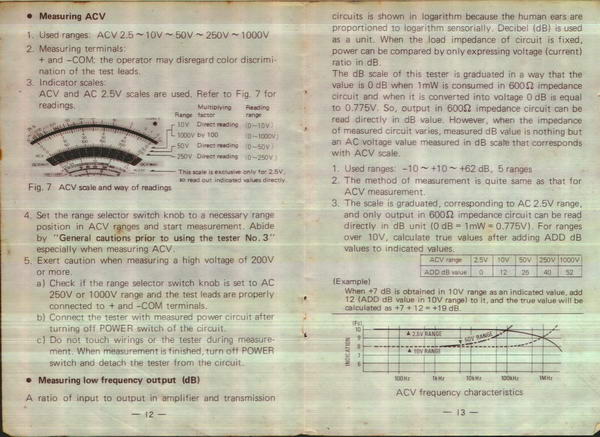 • Measuring ACV
1. Used ranges: ACV 2.5 ~ 10V ~ 50V ~ 250V ~ 1000V
2. Measuring terminals:
+ and -COM: the operator may disregard color discrimi-
nation of the test leads.
3. Indicator scales:
ACV and AC 2.5V scales are used. Refer to Fig. 7 for
readings.
Multiplying Reading
Range factor range
10V Direct reading (0~10V)
1000V by 100 (0~1000V)
50V Direct reading (0~50V)
250V Direct reading (0~250V)
This scale is exclusive only for 2.5V,
so read out indicated values directly.
Fig. 7 ACV scale and way of readings
4. Set the range selector switch knob to a necessary range
position in ACV ranges and start measurement. Abide
by "General cautions prior to using the tester No. 3"
especially when measuring ACV.
5. Exert caution when measuring a high voltage of 200V
or more.
a) Check if the range selector switch knob is set to AC
250V or 1000V range and the test leads are properly
connected to + and -COM terminals.
b) Connect the tester with measured power circuit after
turning off POWER switch of the circuit.
c) Do not touch wirings or the tester during measure-
ment. When measurement is finished, turn off POWER
switch and detach the tester from the circuit.
• Measuring low frequency output (dB)
A ratio of input to output in amplifier and transmission
— 12 —
circuits is shown in logarithm because the human ears are
proportioned to logarithm sensorially. Decibel (dB) is used
as a unit. When the load impedance of circuit is fixed,
power can be compared by only expressing voltage (current)
ratio in dB.
The dB scale of this tester is graduated in a way that the
value is 0 dB when 1mW is consumed in 600Ω impedance
circuit and when it is converted into voltage 0 dB is equal
to 0.775V. So, output in 600Ω impedance circuit can be
read directly in dB value. However, when the impedance
of measured circuit varies, measured dB value is nothing but
an AC voltage value measured in dB scale that corresponds
with ACV scale.
1. Used ranges: -10 ~ +10 ~ +62 dB, 5 ranges
2. The method of measurement is quite same as that for
ACV measurement.
3. The scale is graduated, corresponding to AC 2.5V range,
and only output in 600Ω impedance circuit can be read
directly in dB unit (0 dB = 1mW = 0.775V). For ranges
over 10V, calculate true values after adding ADD dB
values to indicated values.
ACV range 2.5V 10V 50V 250V 1000V
ADD dB value 0 12 26 40 52
(Example)
When +7 dB is obtained in 10V range as an indicated value, add
12 (ADD dB value in 10V range) to it, and the true value will be
calculated as +7 + 12 = +19 dB.
10
9
8
7
6
INDICATION
▲ 2.5V RANGE
▲ 50V RANGE
▲ 10V RANGE
100Hz 1kHz 10kHz 100kHz 1MHz
ACV frequency characteristics
— 13 —